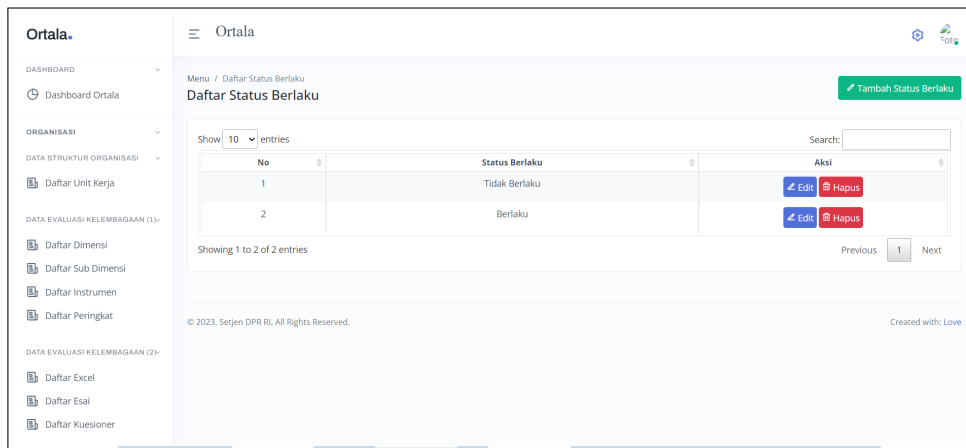 Ortala.
Ortala
Foto
DASHBOARD
Dashboard Ortala
ORGANISASI
DATA STRUKTUR ORGANISASI
Daftar Unit Kerja
DATA EVALUASI KELEMBAGAAN (1)
Daftar Dimensi
Daftar Sub Dimensi
Daftar Instrumen
Daftar Peringkat
DATA EVALUASI KELEMBAGAAN (2)
Daftar Excel
Daftar Esai
Daftar Kuesioner
Menu / Daftar Status Berlaku
Daftar Status Berlaku
Tambah Status Berlaku
Show 10 entries
Search:
No Status Berlaku Aksi
1 Tidak Berlaku Edit Hapus
2 Berlaku Edit Hapus
Showing 1 to 2 of 2 entries
Previous 1 Next
© 2023. Setjen DPR RI. All Rights Reserved.
Created with: Love